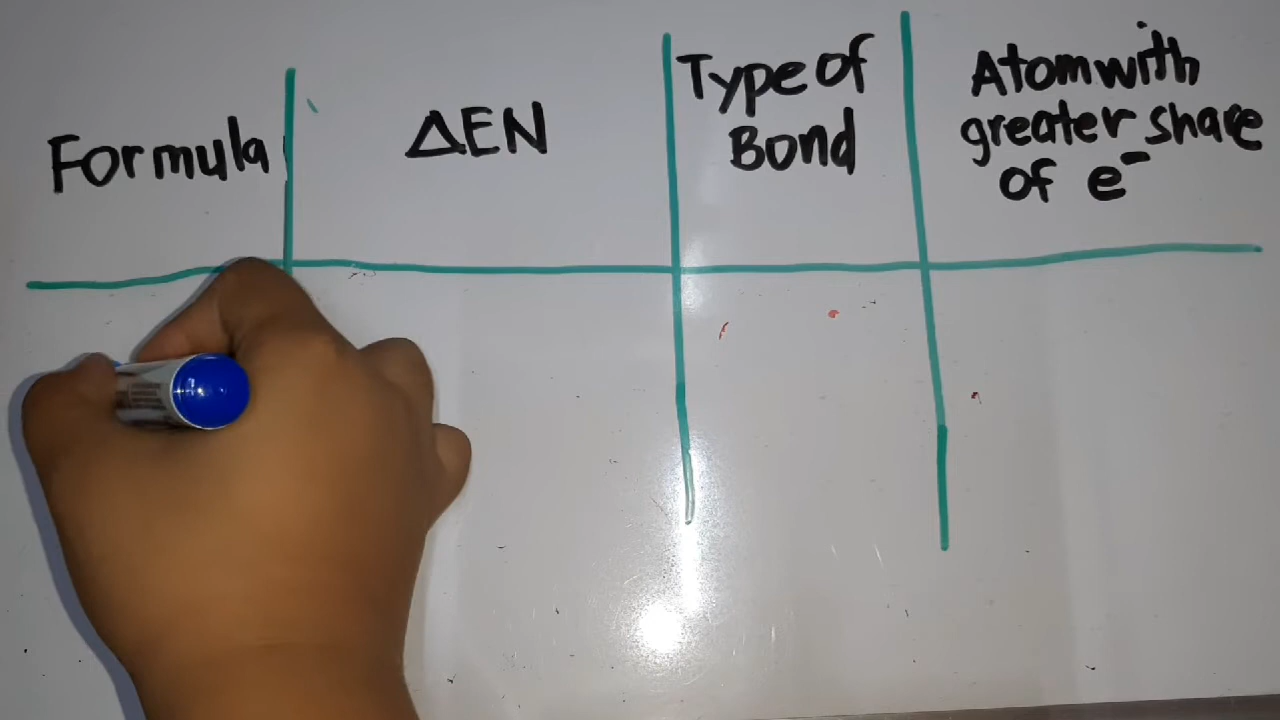 Formula
ΔEN
Type of
Bond
Atom with
greater share
of e⁻